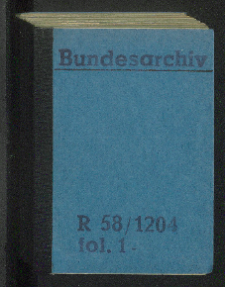 Bundesarchiv
R 58/1204
fol. 1-